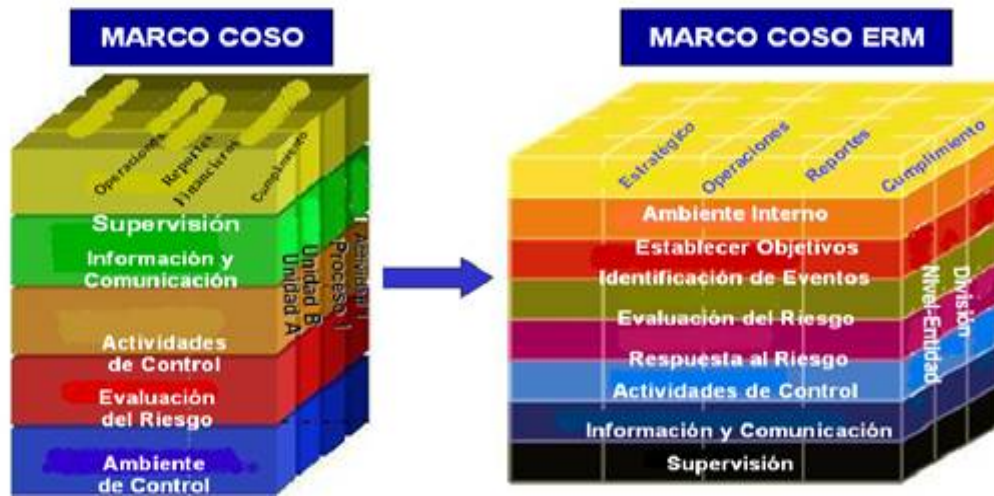 MARCO COSO
Operaciones
Reportes
Financieros
Cumplimiento
Supervisión
Información y
Comunicación
Actividades
de Control
Evaluación
del Riesgo
Ambiente
de Control
Unidad A
Unidad B
Proceso 1
Actividad 1
MARCO COSO ERM
Estratégico
Operaciones
Reportes
Cumplimiento
Ambiente Interno
Establecer Objetivos
Identificación de Eventos
Evaluación del Riesgo
Respuesta al Riesgo
Actividades de Control
Información y Comunicación
Supervisión
Nivel-Entidad
División